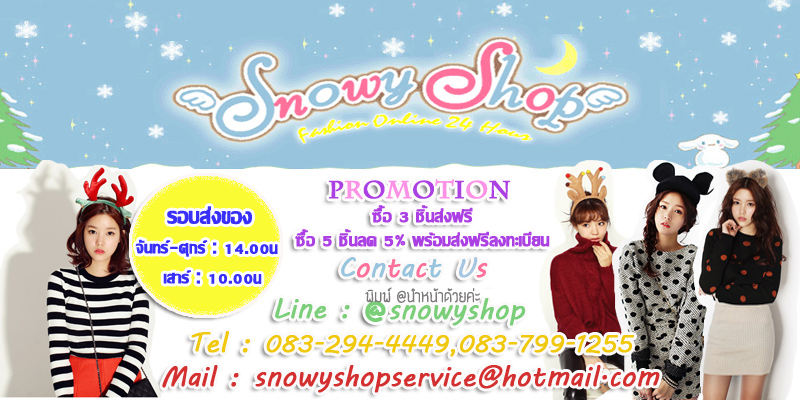 Snowy Shop
Fashion Online 24 Hours
รอบส่งของ
จันทร์-ศุกร์ : 14.00น
เสาร์ : 10.00น
PROMOTION
ซื้อ 3 ชิ้นส่งฟรี
ซื้อ 5 ชิ้นลด 5% พร้อมส่งฟรีลงทะเบียน
Contact Us
พิมพ์ @นำหน้าด้วยค่ะ
Line : @snowyshop
Tel : 083-294-4449,083-799-1255
Mail : snowyshopservice@hotmail.com